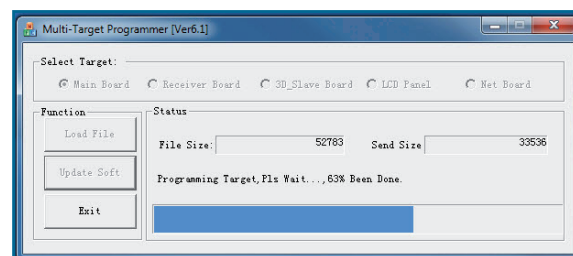 Multi-Target Programmer [Ver6.1]
Select Target:
Main Board Receiver Board 3D_Slave Board LCD Panel Net Board
Function
Status
Load File
File Size: 52783 Send Size 33536
Update Soft
Programming Target,Pls Wait...,63% Been Done.
Exit